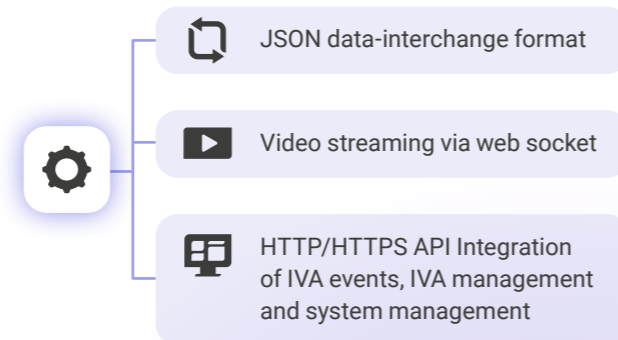 JSON data-interchange format
Video streaming via web socket
HTTP/HTTPS API Integration
of IVA events, IVA management
and system management